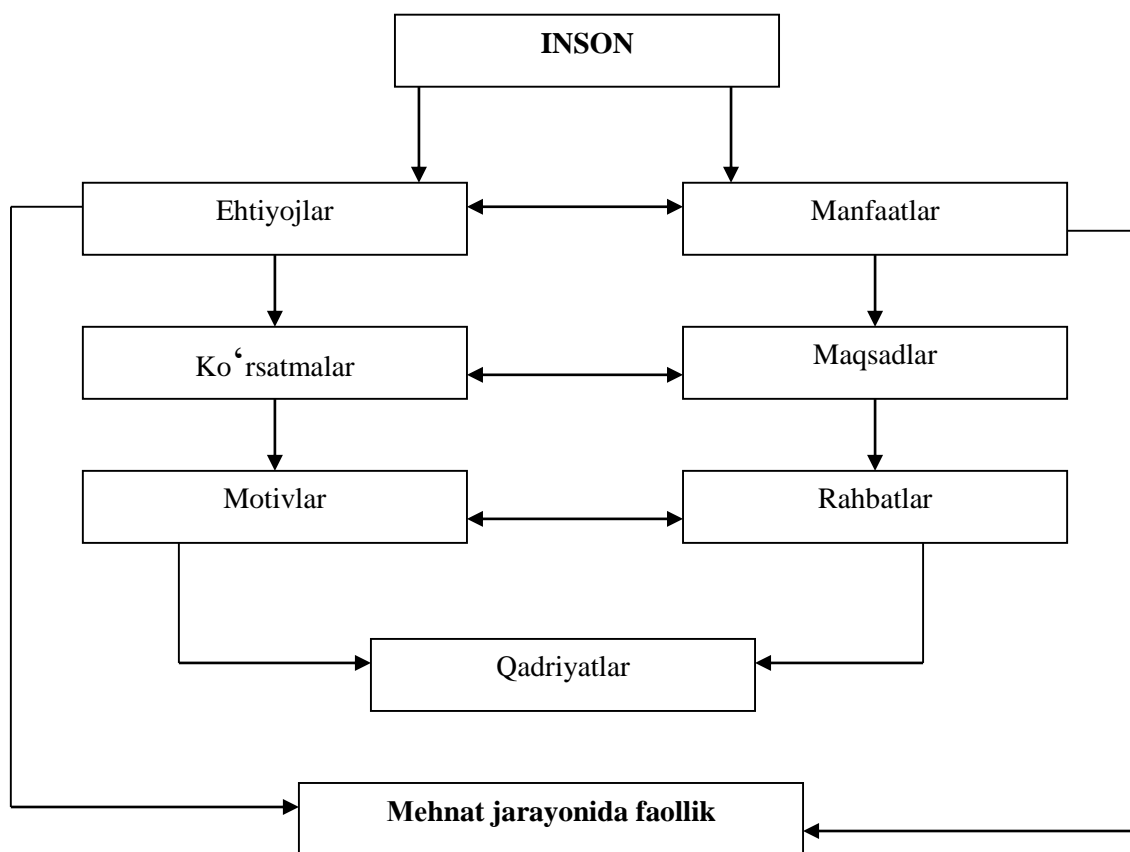 INSON
Ehtiyojlar
Manfaatlar
Ko‘rsatmalar
Maqsadlar
Motivlar
Rahbatlar
Qadriyatlar
Mehnat jarayonida faollik